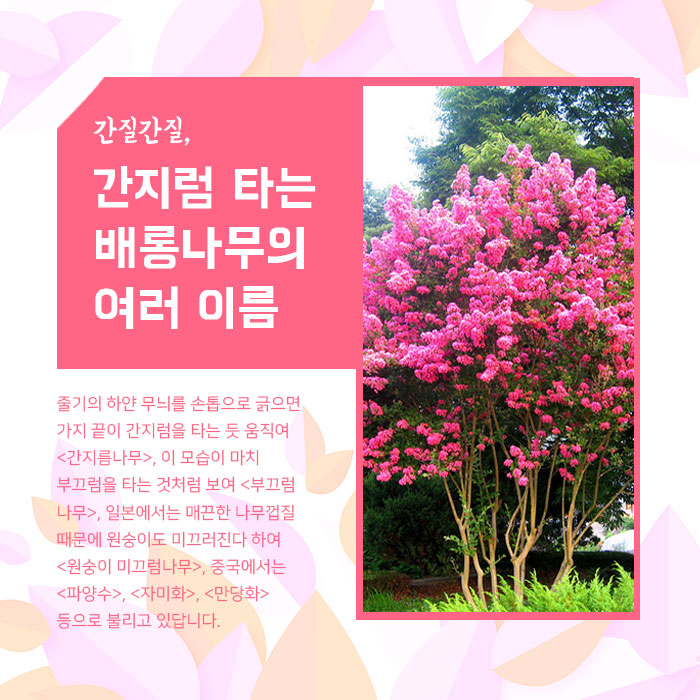 간질간질,
간지럼 타는
배롱나무의
여러 이름
줄기의 하얀 무늬를 손톱으로 긁으면
가지 끝이 간지럼을 타는 듯 움직여
<간지름나무>, 이 모습이 마치
부끄럼을 타는 것처럼 보여 <부끄럼
나무>, 일본에서는 매끈한 나무껍질
때문에 원숭이도 미끄러진다 하여
<원숭이 미끄럼나무>, 중국에서는
<파양수>, <자미화>, <만당화>
등으로 불리고 있답니다.